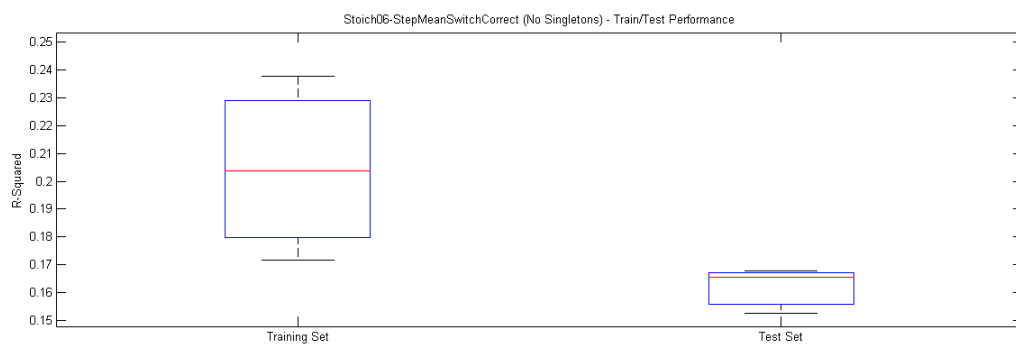 Stoich06-StepMeanSwitchCorrect (No Singletons) - Train/Test Performance
0.25
0.24
0.23
0.22
0.21
0.2
0.19
0.18
0.17
0.16
0.15
R-Squared
Training Set
Test Set